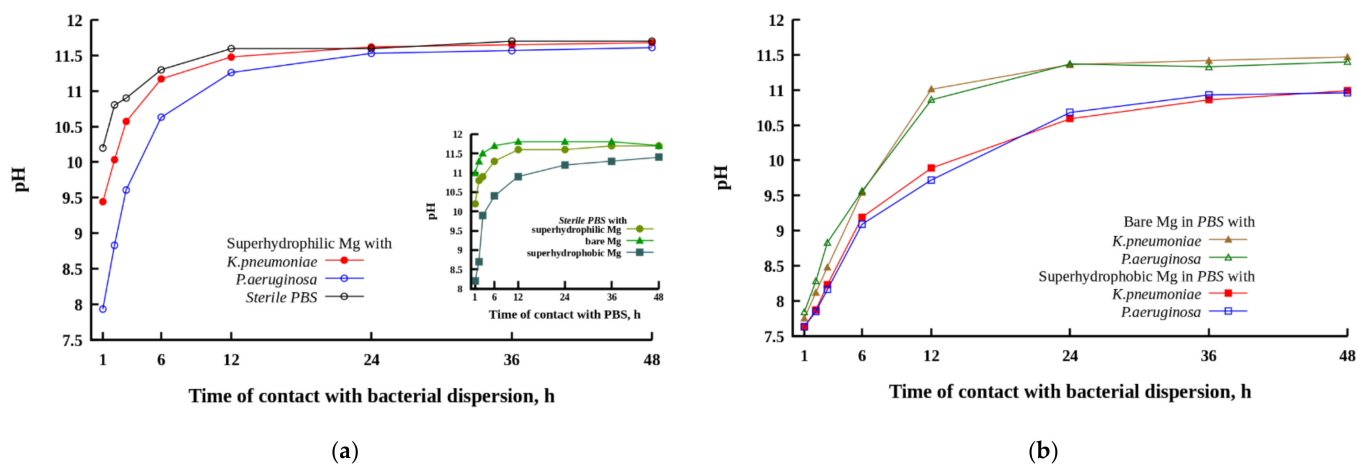 12
11.5
11
10.5
10
9.5
9
8.5
8
7.5
pH
1 6 12 24 36 48
Time of contact with bacterial dispersion, h
Superhydrophilic Mg with
K.pneumoniae
P.aeruginosa
Sterile PBS
12
11.5
11
10.5
10
9.5
9
8.5
8
pH
Sterile PBS with
superhydrophilic Mg
bare Mg
superhydrophobic Mg
1 6 12 24 36 48
Time of contact with PBS, h
(a)
12
11.5
11
10.5
10
9.5
9
8.5
8
7.5
pH
Bare Mg in PBS with
K.pneumoniae
P.aeruginosa
Superhydrophobic Mg in PBS with
K.pneumoniae
P.aeruginosa
1 6 12 24 36 48
Time of contact with bacterial dispersion, h
(b)